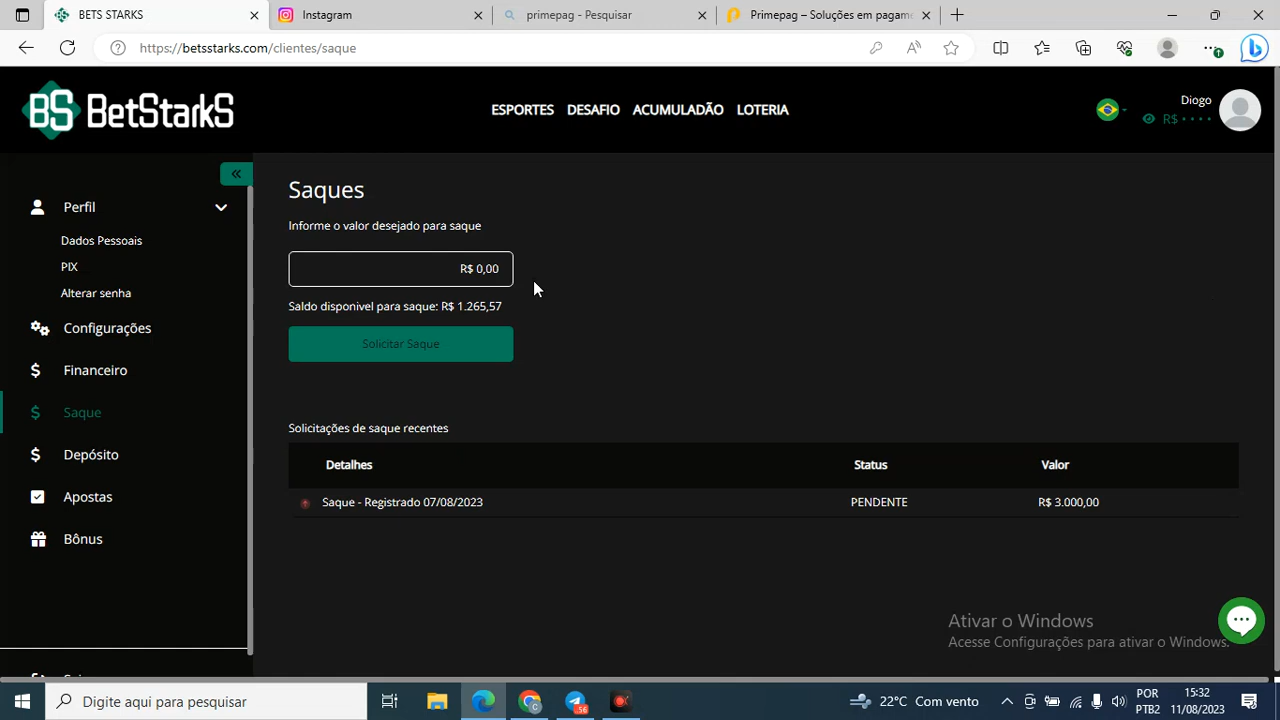 BETS STARKS
Instagram
primepag - Pesquisar
Primepag – Soluções em pagame
https://betsstarks.com/clientes/saque
BS BetStarkS
ESPORTES DESAFIO ACUMULADÃO LOTERIA
Diogo
R$ • • • •
Perfil
Dados Pessoais
PIX
Alterar senha
Configurações
Financeiro
Saque
Depósito
Apostas
Bônus
Saques
Informe o valor desejado para saque
R$ 0,00
Saldo disponivel para saque: R$ 1.265,57
Solicitar Saque
Solicitações de saque recentes
Detalhes Status Valor
Saque - Registrado 07/08/2023 PENDENTE R$ 3.000,00
Ativar o Windows
Acesse Configurações para ativar o Windows.
Digite aqui para pesquisar
56
22°C Com vento
POR
PTB2
15:32
11/08/2023